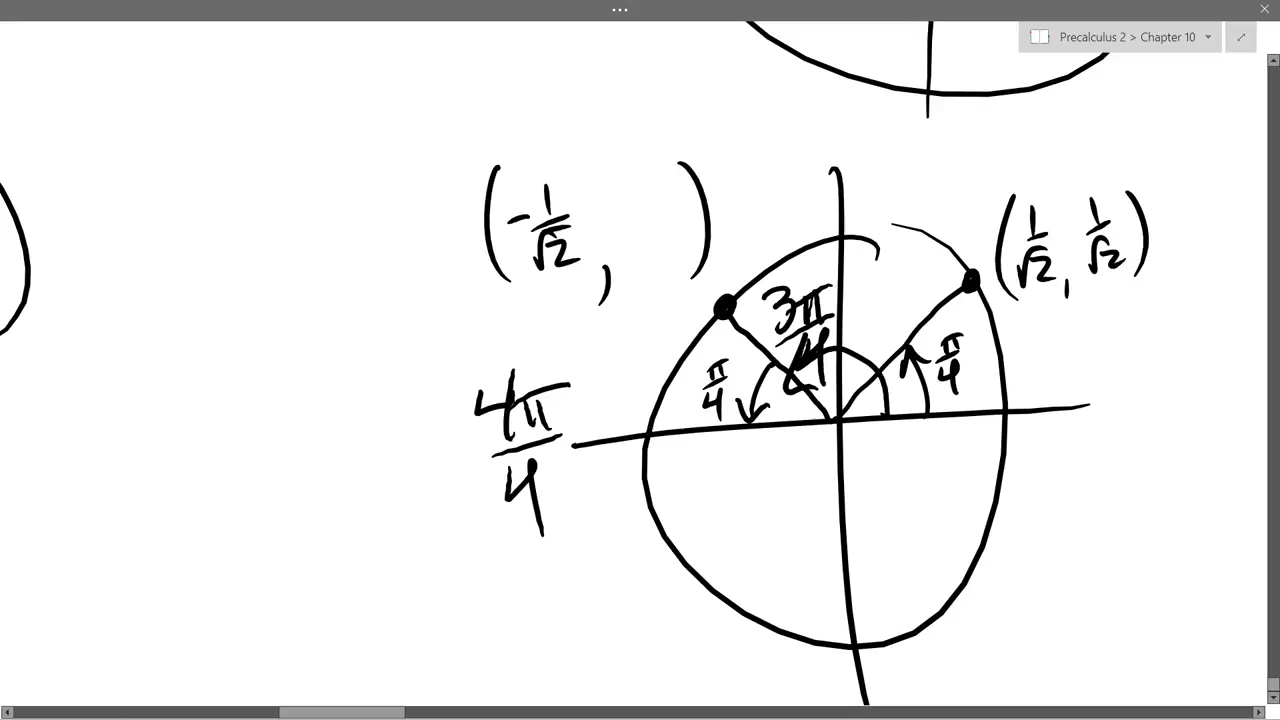 ...
Precalculus 2 > Chapter 10
(-1/√2, )
(1/√2, 1/√2)
3π/4
π/4
π/4
4π/4